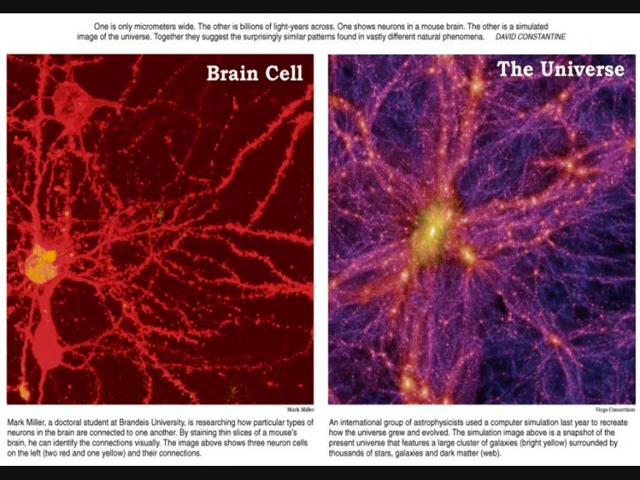 One is only micrometers wide. The other is billions of light-years across. One shows neurons in a mouse brain. The other is a simulated
image of the universe. Together they suggest the surprisingly similar patterns found in vastly different natural phenomena. DAVID CONSTANTINE
Brain Cell
Mark Miller
Mark Miller, a doctoral student at Brandeis University, is researching how particular types of
neurons in the brain are connected to one another. By staining thin slices of a mouse's
brain, he can identify the connections visually. The image above shows three neuron cells
on the left (two red and one yellow) and their connections.
The Universe
Virgo Consortium
An international group of astrophysicists used a computer simulation last year to recreate
how the universe grew and evolved. The simulation image above is a snapshot of the
present universe that features a large cluster of galaxies (bright yellow) surrounded by
thousands of stars, galaxies and dark matter (web).